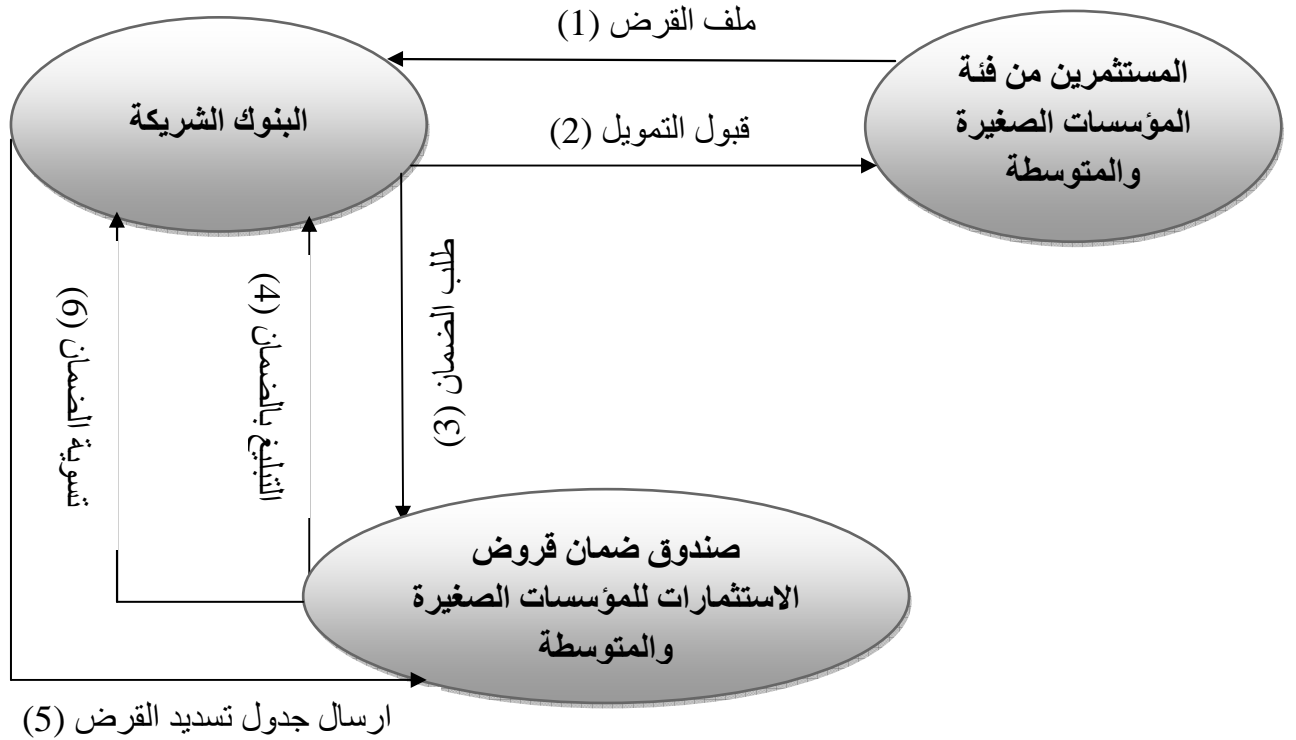 ملف القرض (1)
المستثمرين من فئة
المؤسسات الصغيرة
والمتوسطة
البنوك الشريكة
قبول التمويل (2)
طلب الضمان (3)
التبليغ بالضمان (4)
تسوية الضمان (6)
صندوق ضمان قروض
الاستثمارات للمؤسسات الصغيرة
والمتوسطة
ارسال جدول تسديد القرض (5)